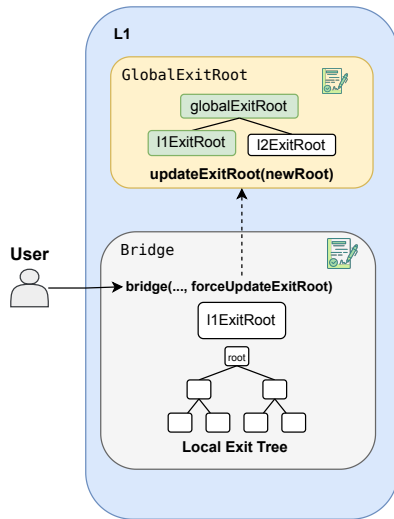 L1
GlobalExitRoot
globalExitRoot
l1ExitRoot
l2ExitRoot
updateExitRoot(newRoot)
User
Bridge
bridge(..., forceUpdateExitRoot)
l1ExitRoot
root
Local Exit Tree